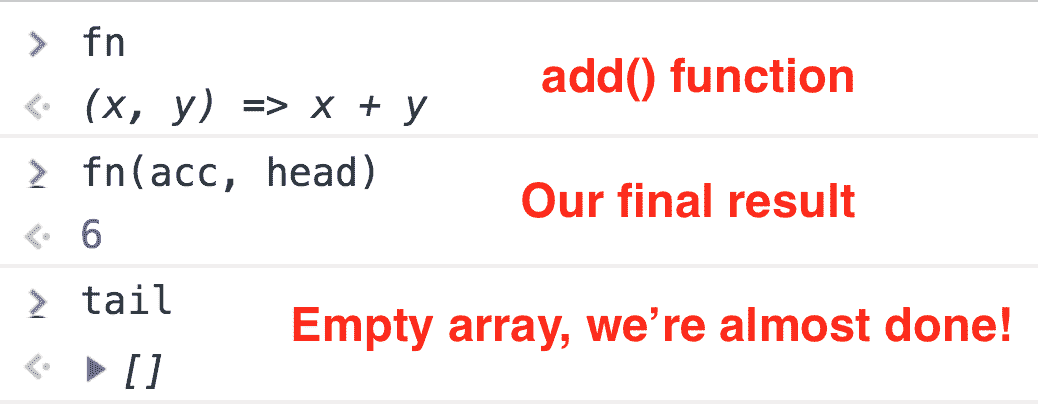 fn
add() function
(x, y) => x + y
fn(acc, head)
Our final result
6
tail
Empty array, we’re almost done!
[]